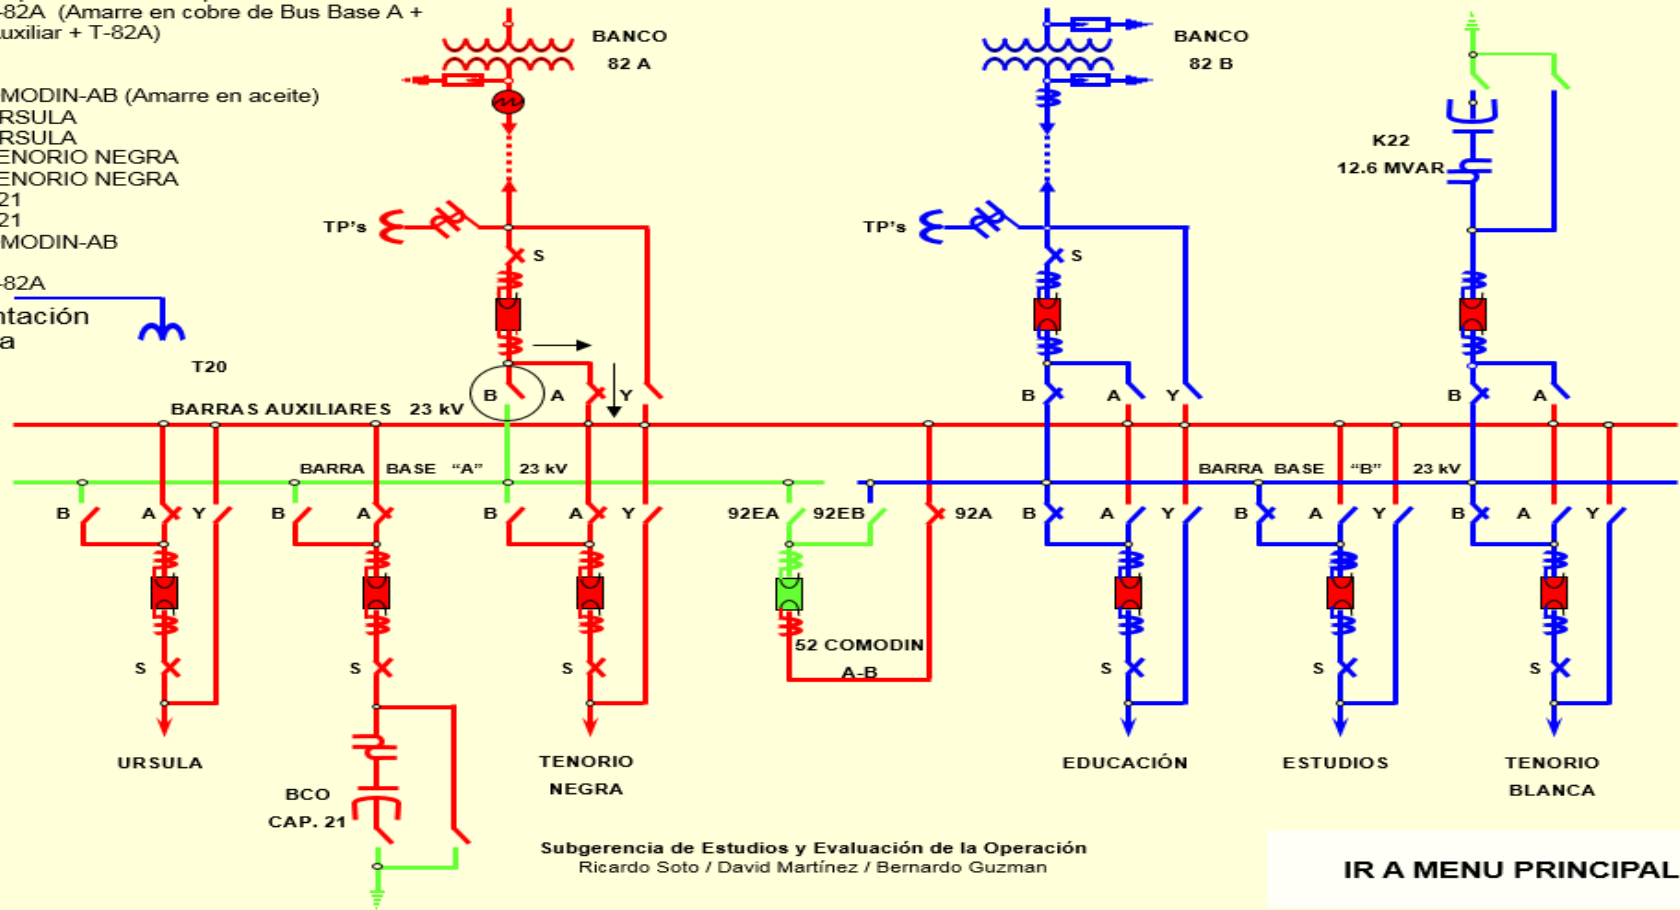 -82A (Amarre en cobre de Bus Base A +
uxiliar + T-82A)
OMODIN-AB (Amarre en aceite)
RSULA
RSULA
ENORIO NEGRA
ENORIO NEGRA
21
21
OMODIN-AB
-82A
ntación
a
T20
BANCO
82 A
BANCO
82 B
K22
12.6 MVAR
TP's
S
TP's
S
B
A
Y
B
A
Y
B
A
BARRAS AUXILIARES 23 kV
BARRA BASE "A" 23 kV
BARRA BASE "B" 23 kV
B
A
Y
B
A
B
A
Y
92EA
92EB
92A
B
A
Y
B
A
Y
B
A
Y
52 COMODIN
A-B
S
S
S
S
S
S
URSULA
BCO
CAP. 21
TENORIO
NEGRA
EDUCACIÓN
ESTUDIOS
TENORIO
BLANCA
Subgerencia de Estudios y Evaluación de la Operación
Ricardo Soto / David Martínez / Bernardo Guzman
IR A MENU PRINCIPAL